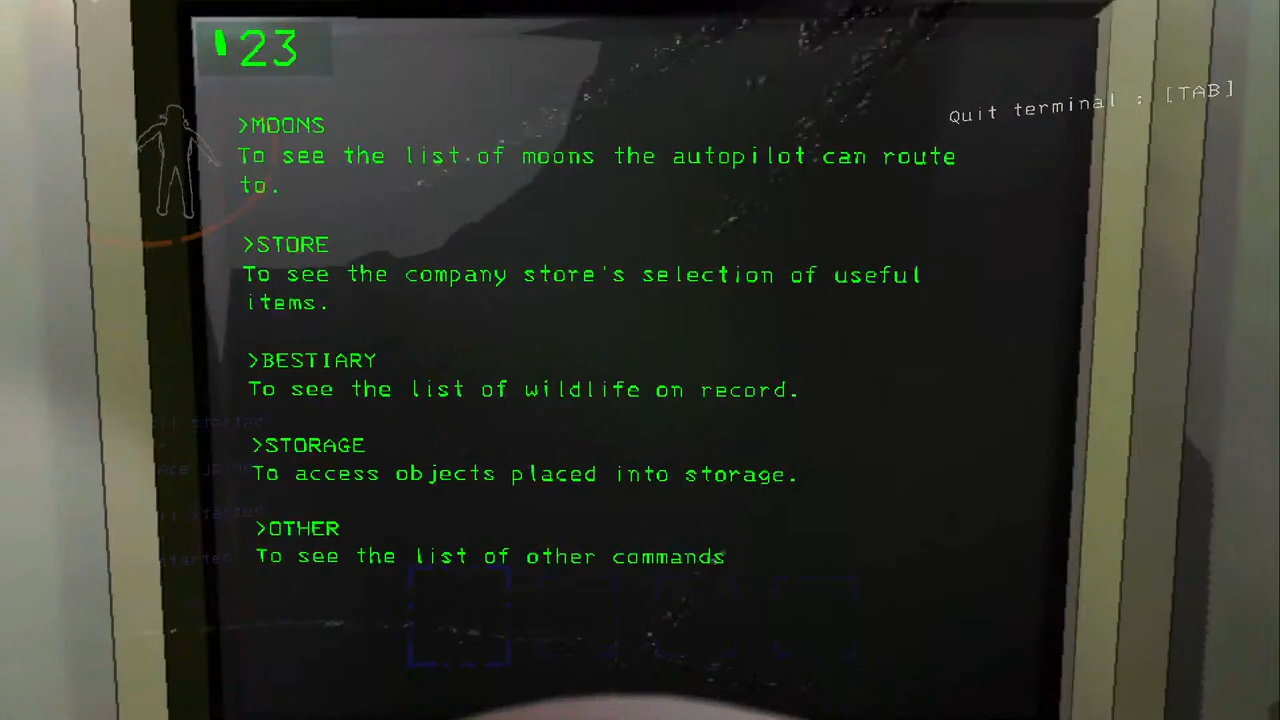 23
Quit terminal : [TAB]
>MOONS
To see the list of moons the autopilot can route
to.
>STORE
To see the company store's selection of useful
items.
>BESTIARY
To see the list of wildlife on record.
>STORAGE
To access objects placed into storage.
>OTHER
To see the list of other commands
started
started